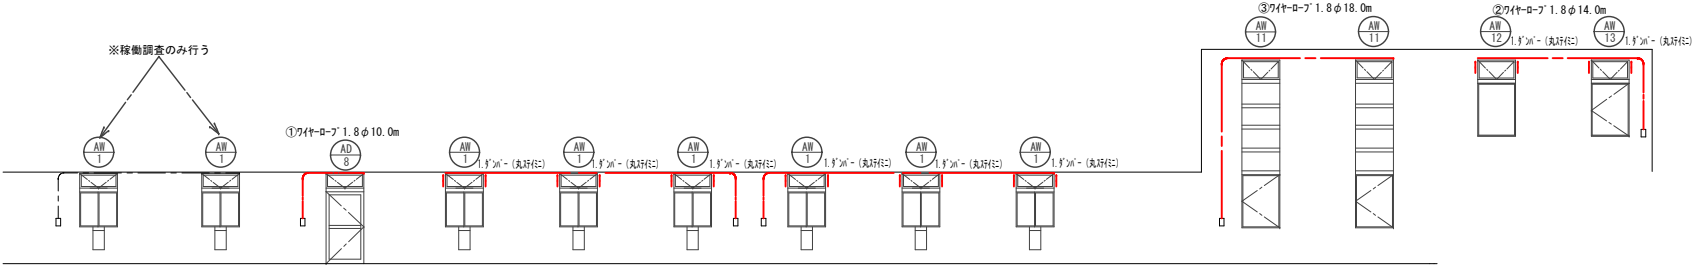 ③ワイヤーロープ1.8φ18.0m
②ワイヤーロープ1.8φ14.0m
AW
11
AW
11
AW
12
1.ダンパー (丸ステイミニ)
AW
13
1.ダンパー (丸ステイミニ)
※稼働調査のみ行う
①ワイヤーロープ1.8φ10.0m
AW
1
AW
1
AD
8
AW
1
1.ダンパー (丸ステイミニ)
AW
1
1.ダンパー (丸ステイミニ)
AW
1
1.ダンパー (丸ステイミニ)
AW
1
1.ダンパー (丸ステイミニ)
AW
1
1.ダンパー (丸ステイミニ)
AW
1
1.ダンパー (丸ステイミニ)